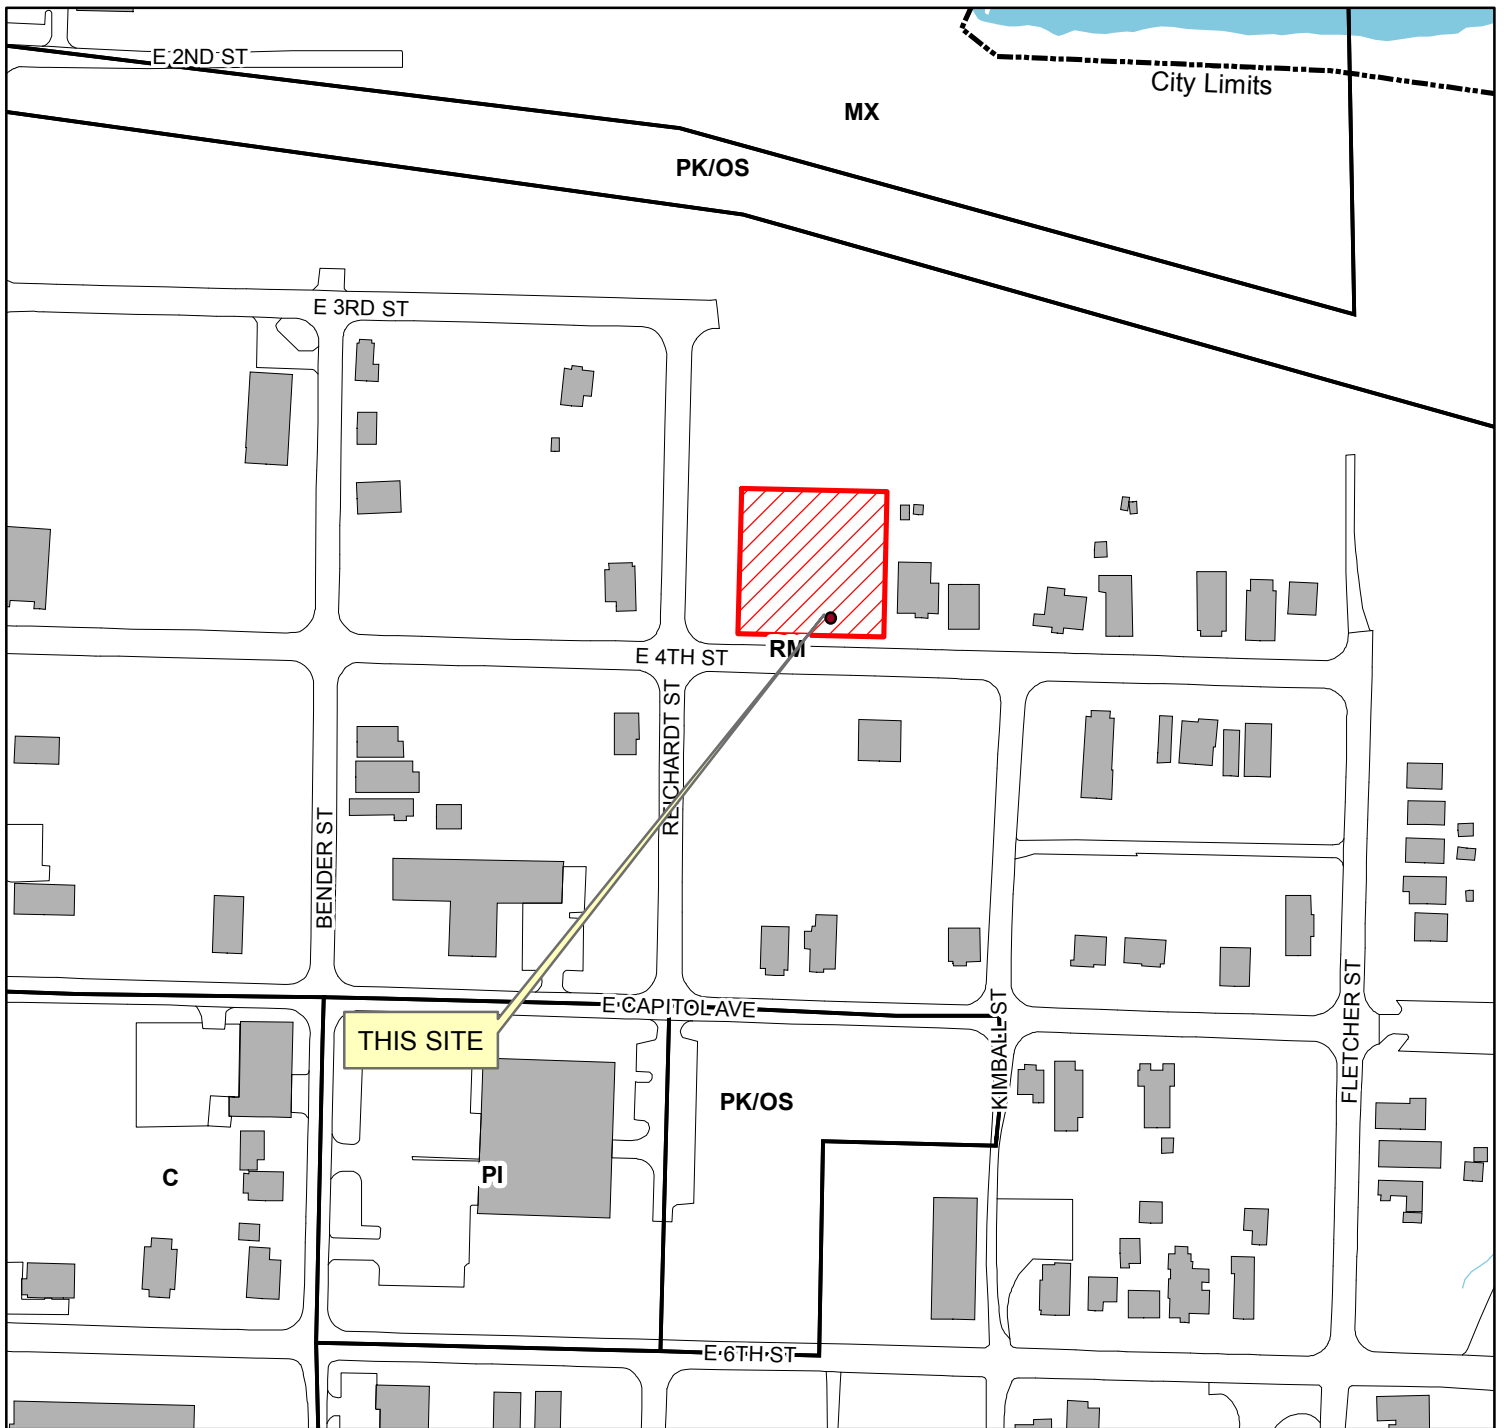 E 2ND ST
City Limits
MX
PK/OS
E 3RD ST
RM
E 4TH ST
REICHARDT ST
BENDER ST
E CAPITOL AVE
KIMBALL ST
FLETCHER ST
THIS SITE
PK/OS
C
PI
E 6TH ST